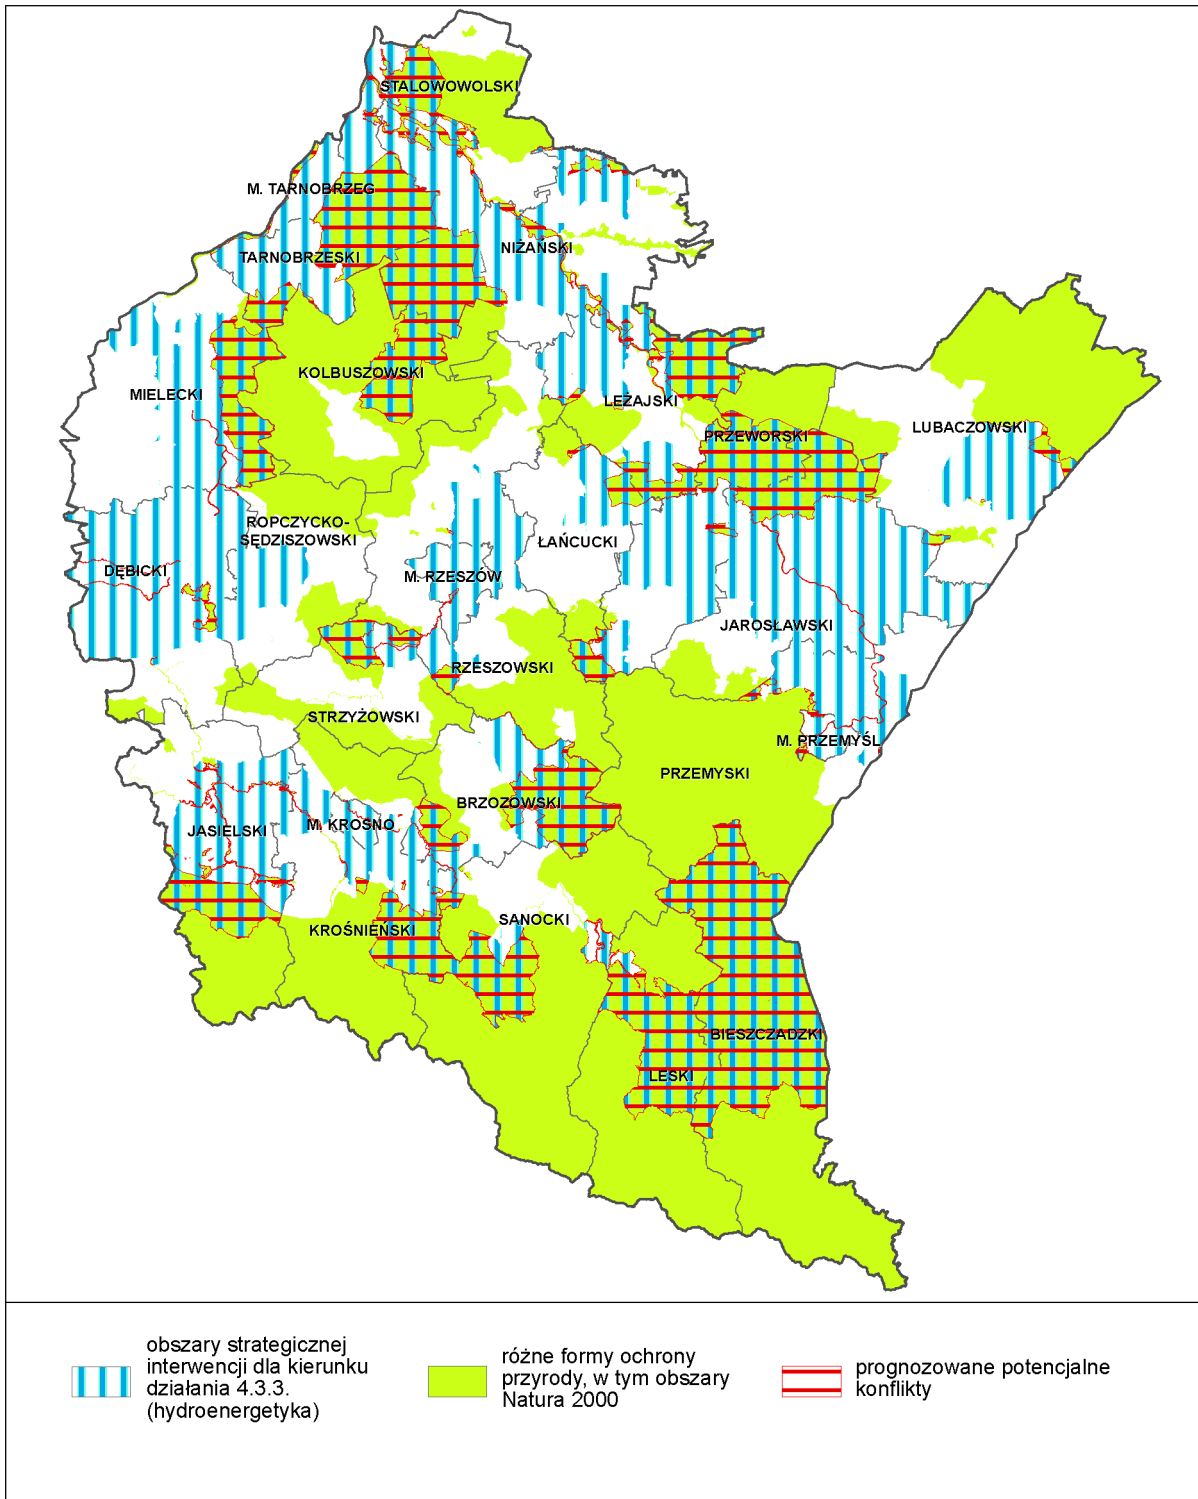 STALOWOWOLSKI
M. TARNOBRZEG
TARNOBRZESKI
NIŻAŃSKI
KOLBUSZOWSKI
MIELECKI
LEŻAJSKI
LUBACZOWSKI
PRZEWORSKI
ROPCZYCKO-
SĘDZISZOWSKI
ŁAŃCUCKI
DĘBICKI
M. RZESZÓW
JAROSŁAWSKI
RZESZOWSKI
STRZYŻOWSKI
M. PRZEMYŚL
PRZEMYSKI
BRZOZOWSKI
JASIELSKI
M. KROSNO
SANOCKI
KROŚNIEŃSKI
BIESZCZADZKI
LESKI
obszary strategicznej
interwencji dla kierunku
działania 4.3.3.
(hydroenergetyka)
różne formy ochrony
przyrody, w tym obszary
Natura 2000
prognozowane potencjalne
konflikty